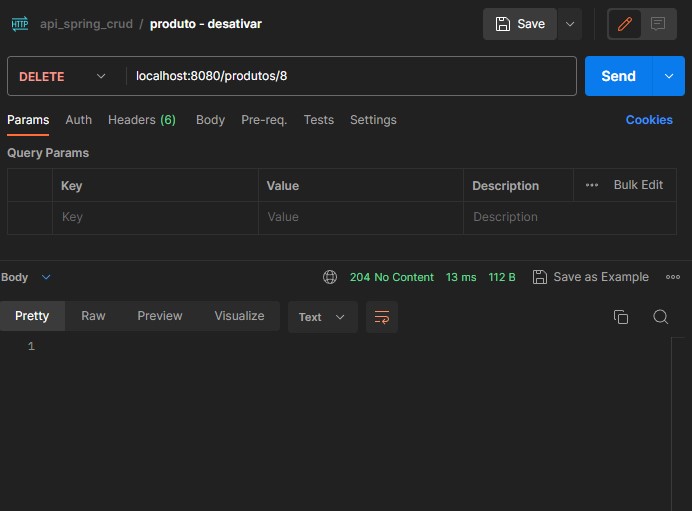 HTTP api_spring_crud / produto - desativar Save
DELETE localhost:8080/produtos/8 Send
Params Auth Headers (6) Body Pre-req. Tests Settings Cookies
Query Params
Key Value Description ••• Bulk Edit
Key Value Description
Body 204 No Content 13 ms 112 B Save as Example •••
Pretty Raw Preview Visualize Text
1